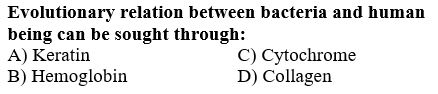 Evolutionary relation between bacteria and human
being can be sought through:
A) Keratin C) Cytochrome
B) Hemoglobin D) Collagen